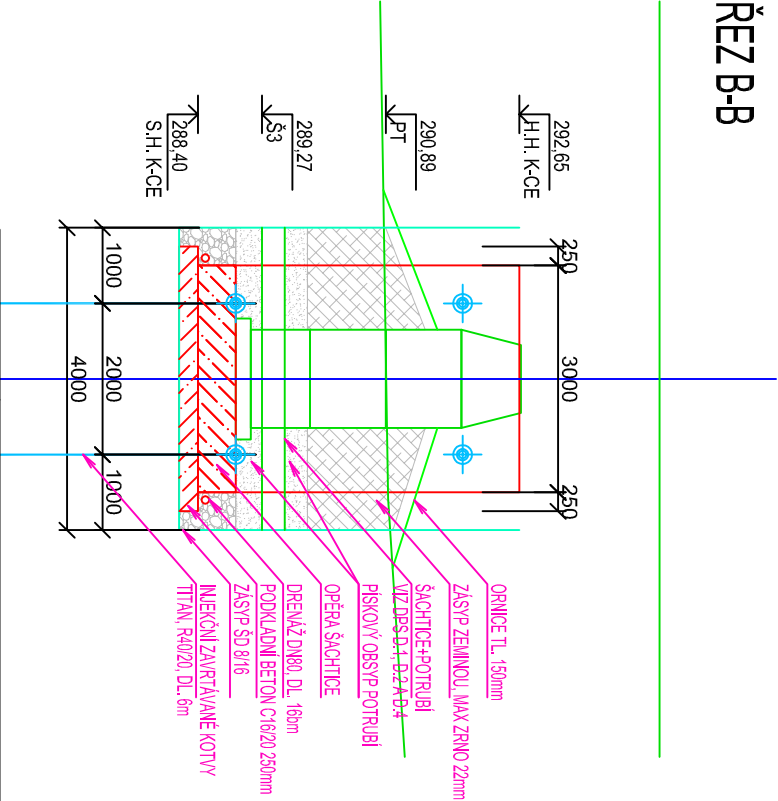 ŘEZ B-B
292,65
H.H. K-CE
290,89
PT
289,27
Š3
288,40
S.H. K-CE
250
3000
250
1000
2000
1000
4000
ORNICE TL. 150mm
ZÁSYP ZEMINOU, MAX ZRNO 22mm
ŠACHTICE+POTRUBÍ
VIZ DPS D.1, D.2 A D.4
PÍSKOVÝ OBSYP POTRUBÍ
OPĚRA ŠACHTICE
DRENÁŽ DN80, DL. 16bm
PODKLADNÍ BETON C16/20 250mm
ZÁSYP ŠD 8/16
INJEKČNÍ ZAVRTÁVANÉ KOTVY
TITAN, R40/20, DL. 6m